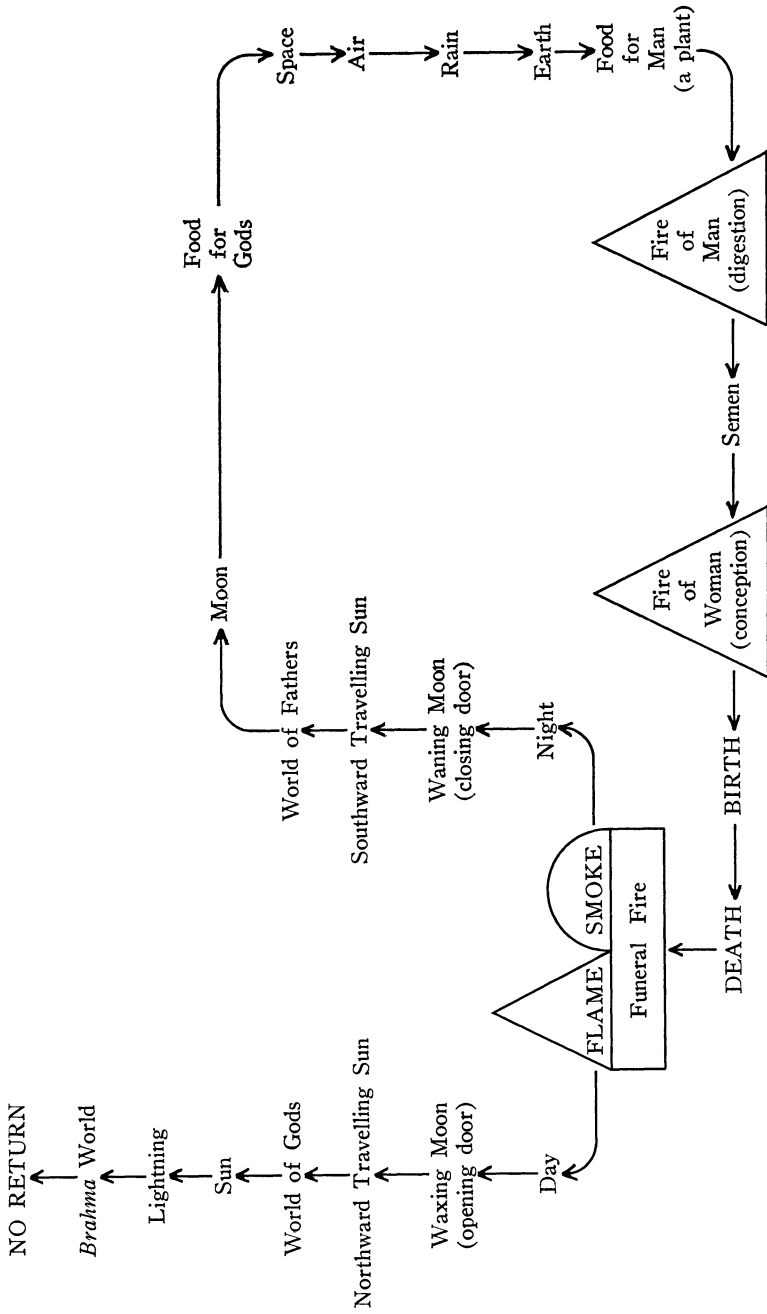 NO RETURN
Brahma World
Lightning
Sun
World of Gods
Northward Travelling Sun
Waxing Moon
(opening door)
Day
FLAME
SMOKE
Funeral Fire
Night
Waning Moon
(closing door)
Southward Travelling Sun
World of Fathers
Moon
Food
for
Gods
Space
Air
Rain
Earth
Food
for
Man
(a plant)
Fire
of
Man
(digestion)
Semen
Fire
of
Woman
(conception)
BIRTH
DEATH